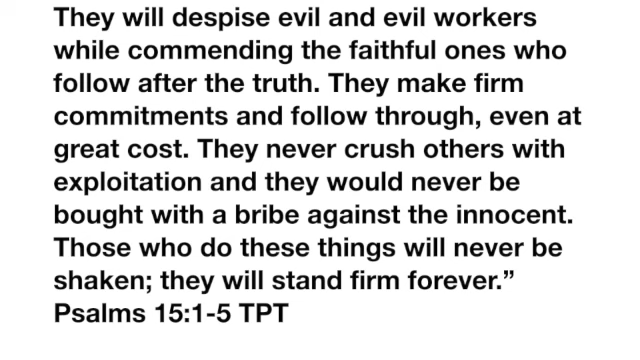 They will despise evil and evil workers
while commending the faithful ones who
follow after the truth. They make firm
commitments and follow through, even at
great cost. They never crush others with
exploitation and they would never be
bought with a bribe against the innocent.
Those who do these things will never be
shaken; they will stand firm forever.”
Psalms 15:1-5 TPT